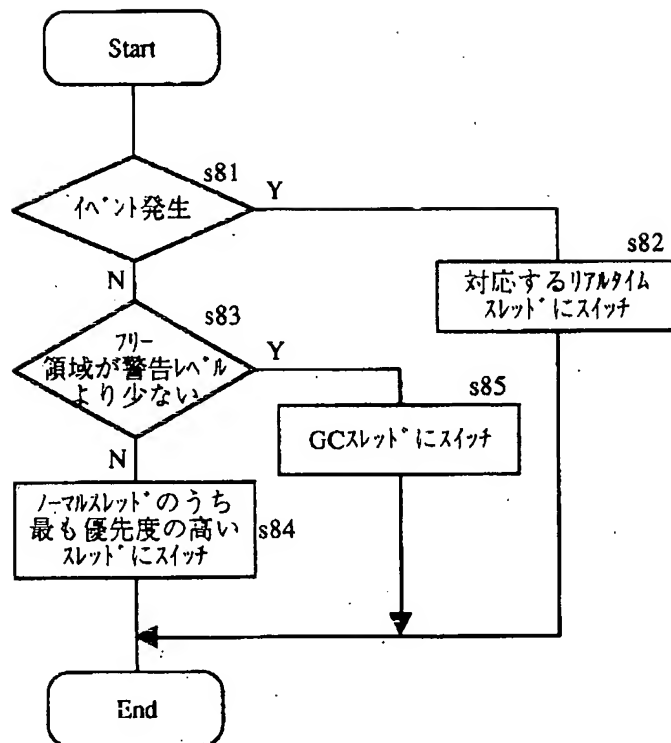 Start
s81
イベント発生
Y
N
s82
対応するリアルタイム
スレッドにスイッチ
s83
フリー
領域が警告レベル
より少ない
Y
N
s85
GCスレッドにスイッチ
ノーマルスレッドのうち
最も優先度の高い
スレッドにスイッチ
s84
End